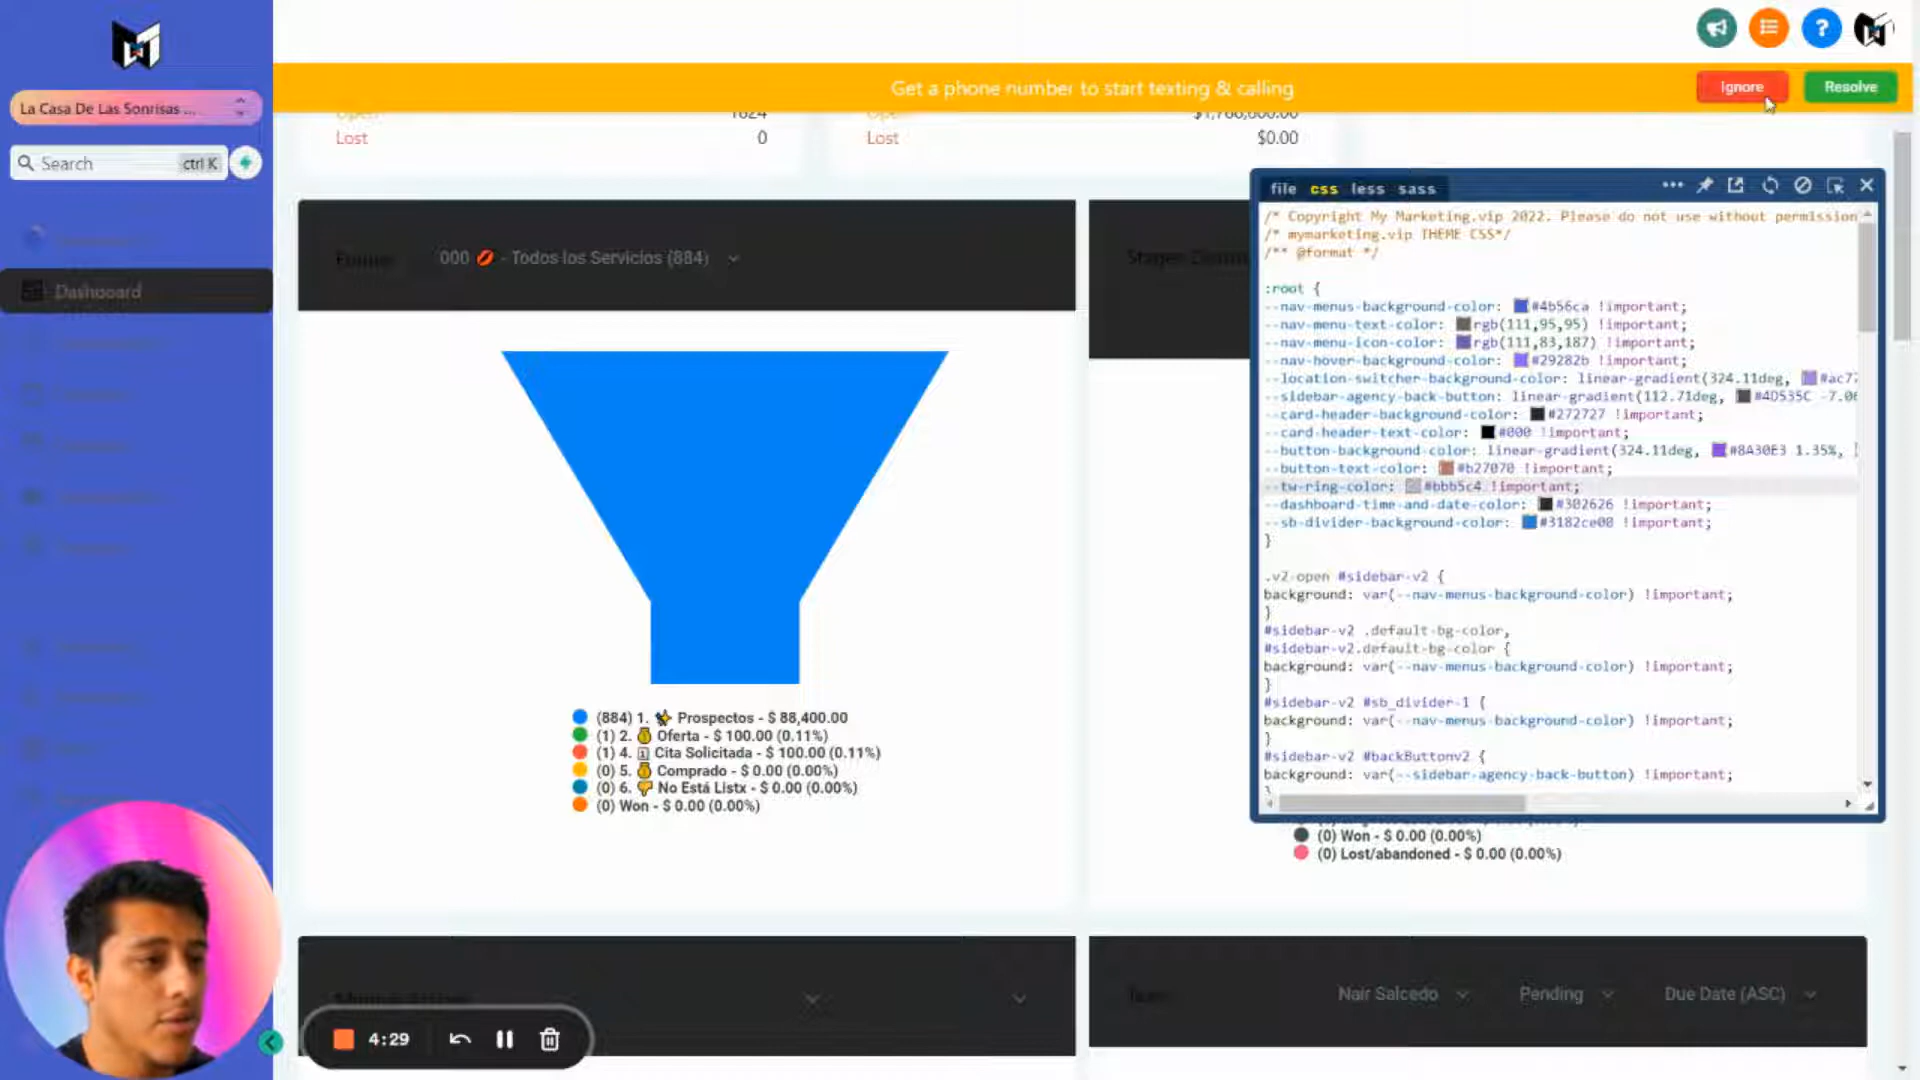 La Casa De Las Sonrisas ...
Search
ctrl K
Dashboard
Get a phone number to start texting & calling
Ignore
Resolve
Lost
0
Lost
$0.00
Funnel
000 💋 - Todos los Servicios (884)
(884) 1. ✨ Prospectos - $ 88,400.00
(1) 2. 💰 Oferta - $ 100.00 (0.11%)
(1) 4. 🗓 Cita Solicitada - $ 100.00 (0.11%)
(0) 5. 💰 Comprado - $ 0.00 (0.00%)
(0) 6. 👎 No Está Listx - $ 0.00 (0.00%)
(0) Won - $ 0.00 (0.00%)
file css less sass
/* Copyright My Marketing.vip 2022. Please do not use without permission
/* mymarketing.vip THEME CSS*/
/** @format */
:root {
--nav-menus-background-color: #4b56ca !important;
--nav-menu-text-color: rgb(111,95,95) !important;
--nav-menu-icon-color: rgb(111,83,187) !important;
--nav-hover-background-color: #29282b !important;
--location-switcher-background-color: linear-gradient(324.11deg, #ac7
--sidebar-agency-back-button: linear-gradient(112.71deg, #4D535C -7.0
--card-header-background-color: #272727 !important;
--card-header-text-color: #000 !important;
--button-background-color: linear-gradient(324.11deg, #8A30E3 1.35%,
--button-text-color: #b27070 !important;
--tw-ring-color: #bbb5c4 !important;
--dashboard-time-and-date-color: #302626 !important;
--sb-divider-background-color: #3182ce00 !important;
}
.v2-open #sidebar-v2 {
background: var(--nav-menus-background-color) !important;
}
#sidebar-v2 .default-bg-color,
#sidebar-v2.default-bg-color {
background: var(--nav-menus-background-color) !important;
}
#sidebar-v2 #sb_divider-1 {
background: var(--nav-menus-background-color) !important;
}
#sidebar-v2 #backButtonv2 {
background: var(--sidebar-agency-back-button) !important;
(0) Won - $ 0.00 (0.00%)
(0) Lost/abandoned - $ 0.00 (0.00%)
Nair Salcedo
Pending
Due Date (ASC)
4:29